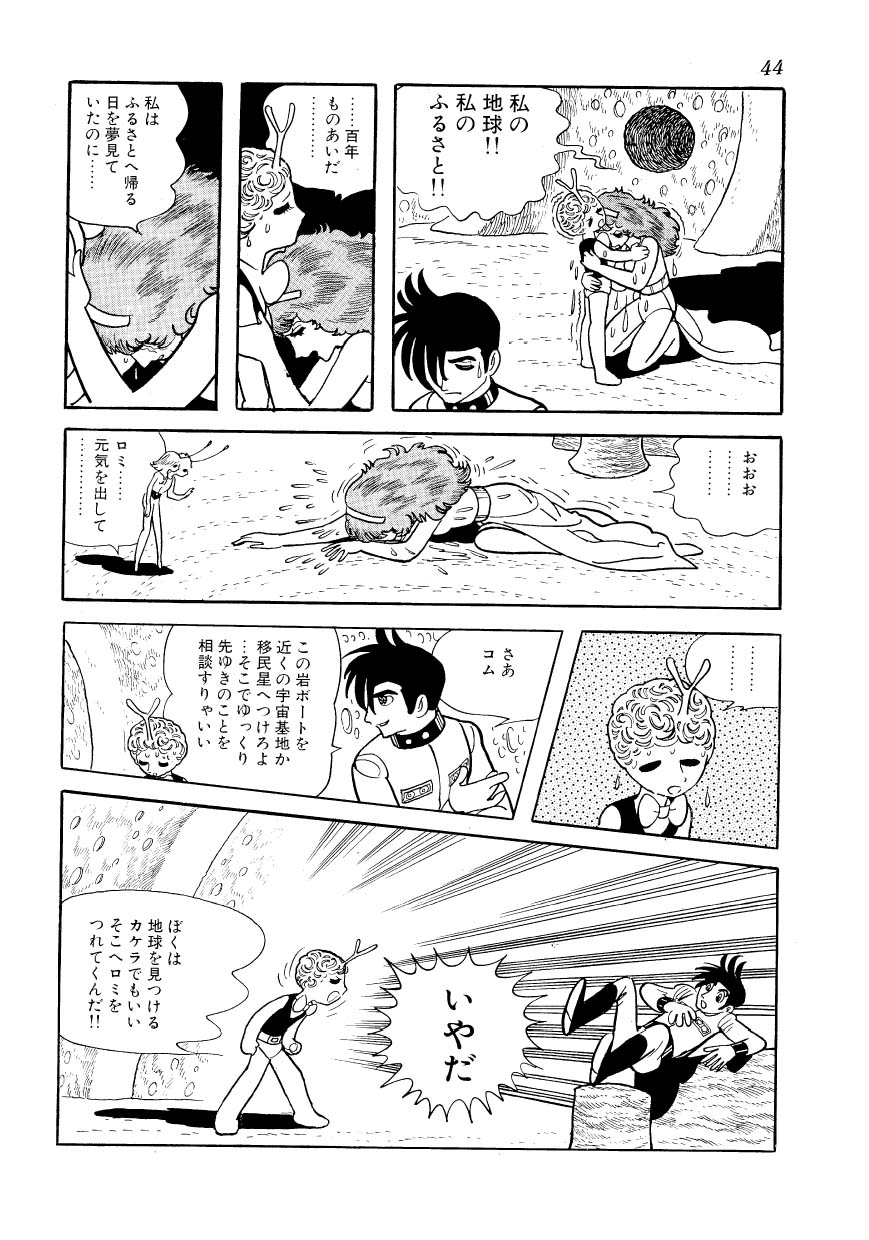 44
私の
地球!!
私の
ふるさと!!
……百年
ものあいだ
…………
私は
ふるさとへ帰る
日を夢見て
いたのに……
おおお
………
………
ロミ……
元気を出して
…………
………
………
さあ
コム
この岩ボートを
近くの宇宙基地か
移民星へつけろよ
…そこでゆっくり
先ゆきのことを
相談すりゃいい
いやだ
ぼくは
地球を見つける
カケラでもいい
そこへロミを
つれてくんだ!!